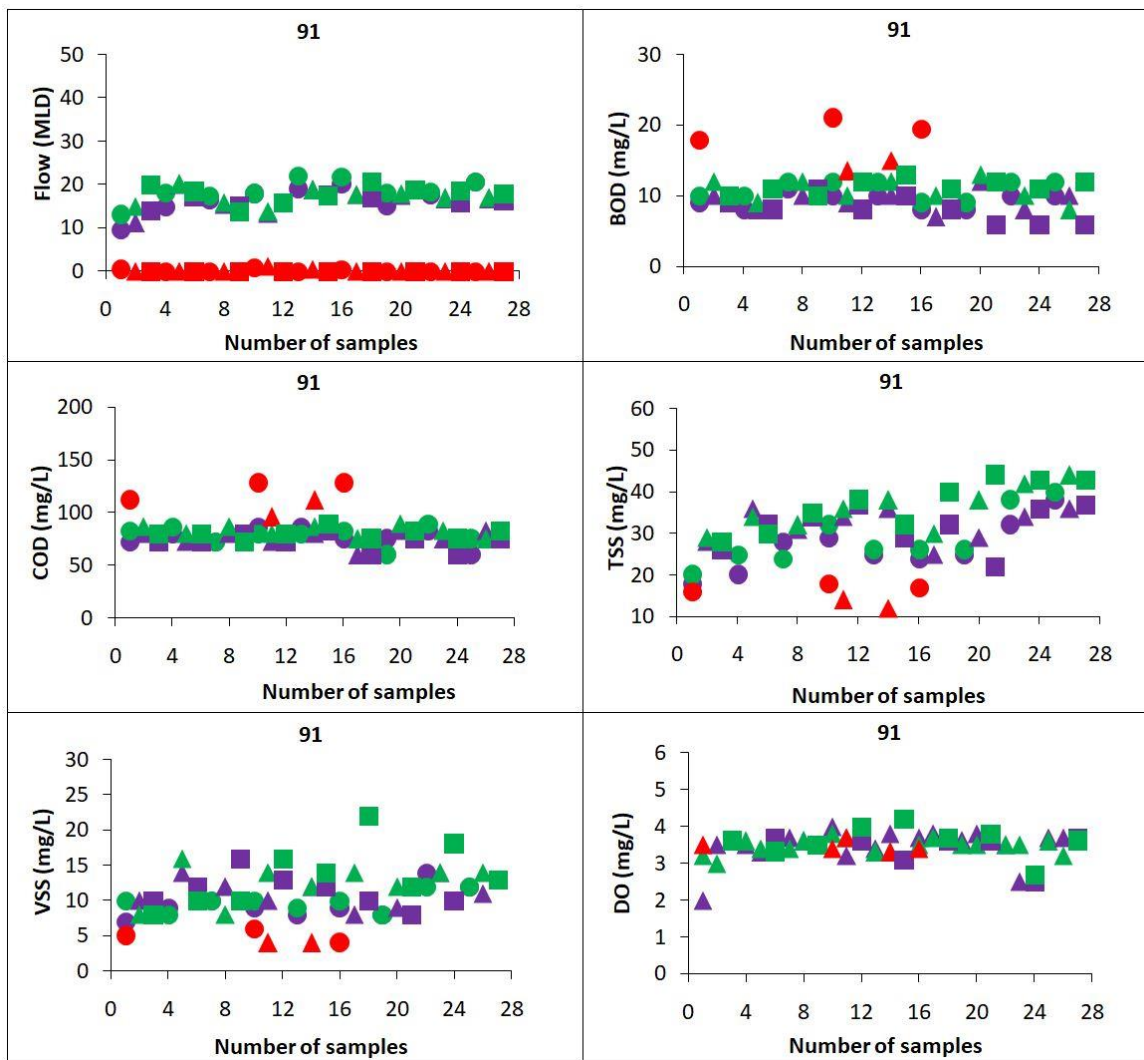 91
50
40
30
20
10
0
Flow (MLD)
0 4 8 12 16 20 24 28
Number of samples
91
30
20
10
0
BOD (mg/L)
0 4 8 12 16 20 24 28
Number of samples
91
200
150
100
50
0
COD (mg/L)
0 4 8 12 16 20 24 28
Number of samples
91
60
50
40
30
20
10
TSS (mg/L)
0 4 8 12 16 20 24 28
Number of samples
91
30
25
20
15
10
5
0
VSS (mg/L)
0 4 8 12 16 20 24 28
Number of samples
91
6
5
4
3
2
1
0
DO (mg/L)
0 4 8 12 16 20 24 28
Number of samples